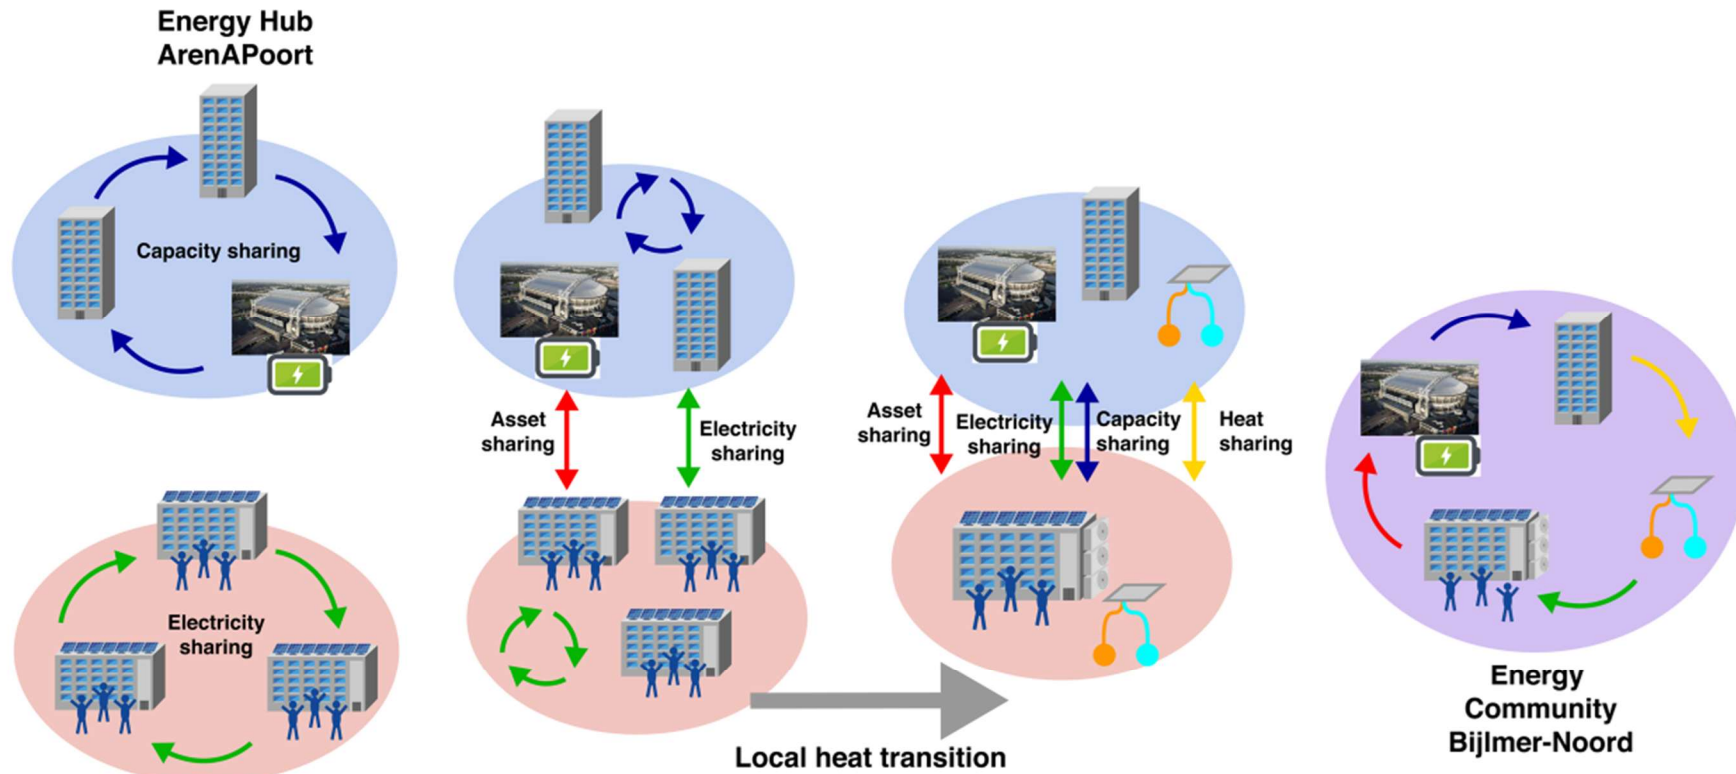 Energy Hub
ArenAPoort
Capacity sharing
Electricity
sharing
Asset
sharing
Electricity
sharing
Local heat transition
Asset
sharing
Electricity
sharing
Capacity
sharing
Heat
sharing
Energy
Community
Bijlmer-Noord